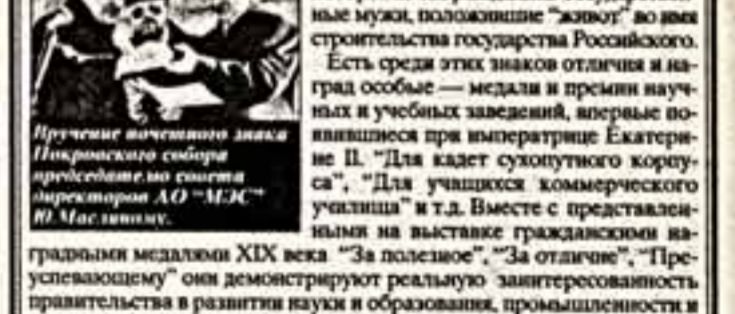 ные мужи, положившие "живот" во имя
строительства государства Российского.
Есть среди этих знаков отличия и на-
град особые — медали и премии науч-
ных и учебных заведений, впервые по-
явившиеся при императрице Екатери-
не II. "Для кадет сухопутного корпу-
са", "Для учащихся коммерческого
училища" и т.д. Вместе с представлен-
ными на выставке гражданскими на-
градными медалями XIX века "За полезное", "За отличие", "Пре-
успевающему" они демонстрируют реальную заинтересованность
правительства в развитии науки и образования, промышленности и
Вручение почетного знака
Покровского собора
председателю совета
директоров АО "МЭС"
Ю.Маслиному.